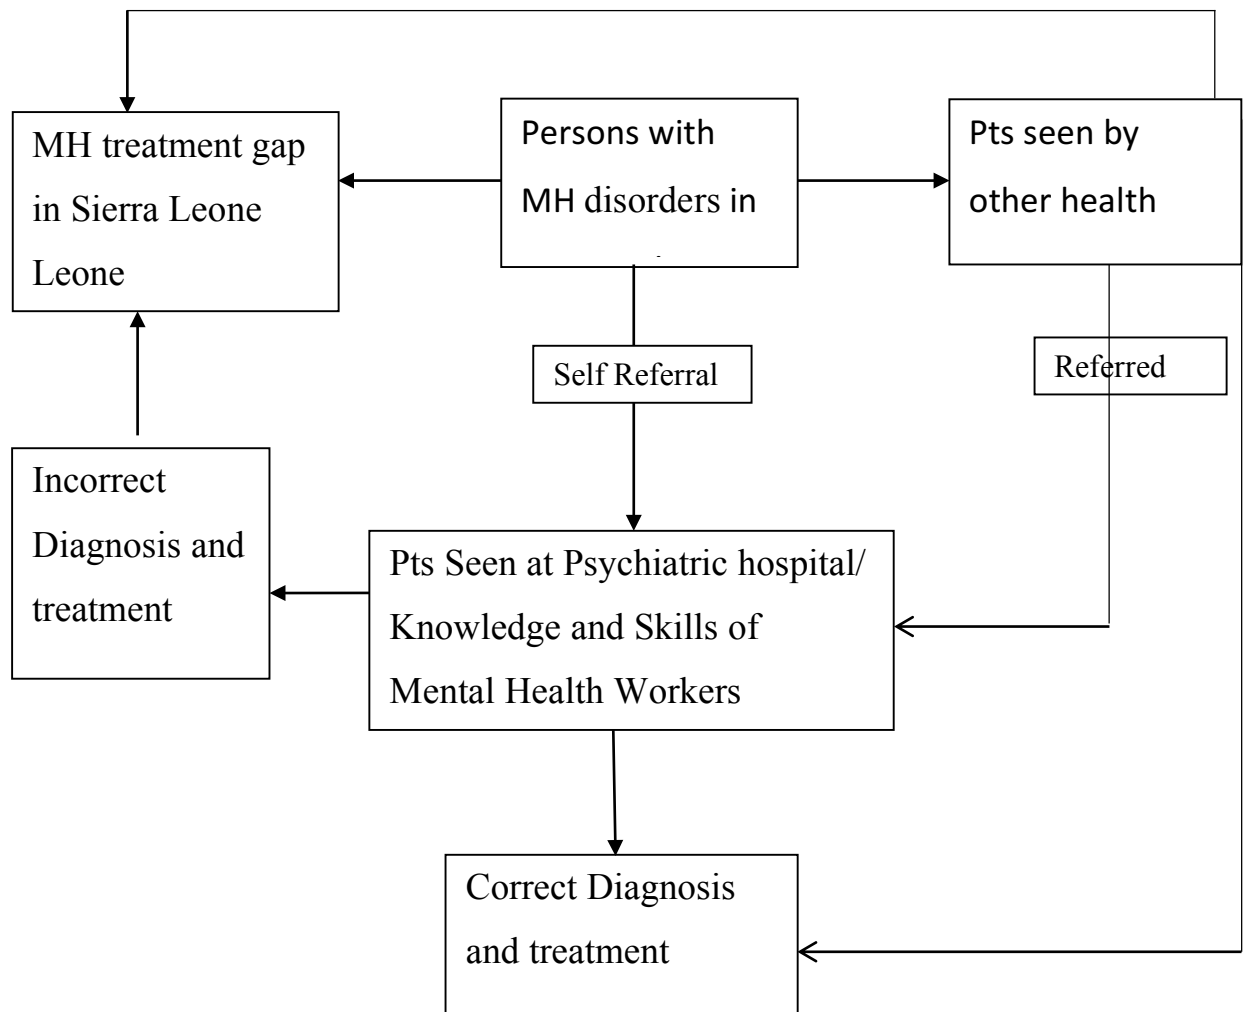 MH treatment gap
in Sierra Leone
Leone
Persons with
MH disorders in
Pts seen by
other health
Self Referral
Referred
Incorrect
Diagnosis and
treatment
Pts Seen at Psychiatric hospital/
Knowledge and Skills of
Mental Health Workers
Correct Diagnosis
and treatment